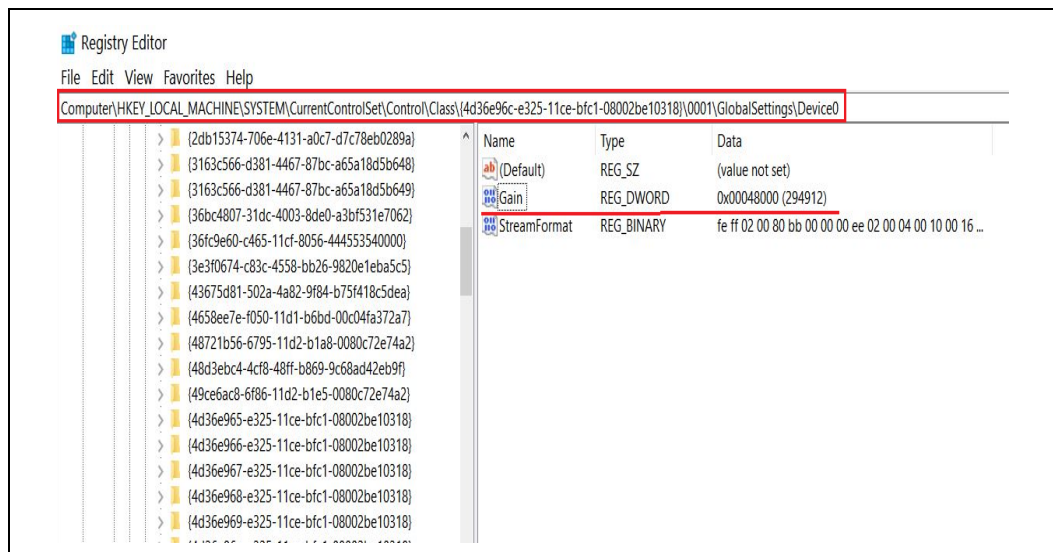 Registry Editor
File Edit View Favorites Help
Computer\HKEY_LOCAL_MACHINE\SYSTEM\CurrentControlSet\Control\Class\{4d36e96c-e325-11ce-bfc1-08002be10318}\0001\GlobalSettings\Device0
{2db15374-706e-4131-a0c7-d7c78eb0289a}
{3163c566-d381-4467-87bc-a65a18d5b648}
{3163c566-d381-4467-87bc-a65a18d5b649}
{36bc4807-31dc-4003-8de0-a3bf531e7062}
{36fc9e60-c465-11cf-8056-444553540000}
{3e3f0674-c83c-4558-bb26-9820e1eba5c5}
{43675d81-502a-4a82-9f84-b75f418c5dea}
{4658ee7e-f050-11d1-b6bd-00c04fa372a7}
{48721b56-6795-11d2-b1a8-0080c72e74a2}
{48d3ebc4-4cf8-48ff-b869-9c68ad42eb9f}
{49ce6ac8-6f86-11d2-b1e5-0080c72e74a2}
{4d36e965-e325-11ce-bfc1-08002be10318}
{4d36e966-e325-11ce-bfc1-08002be10318}
{4d36e967-e325-11ce-bfc1-08002be10318}
{4d36e968-e325-11ce-bfc1-08002be10318}
{4d36e969-e325-11ce-bfc1-08002be10318}
Name Type Data
(Default) REG_SZ (value not set)
Gain REG_DWORD 0x00048000 (294912)
StreamFormat REG_BINARY fe ff 02 00 80 bb 00 00 00 ee 02 00 04 00 10 00 16 ...